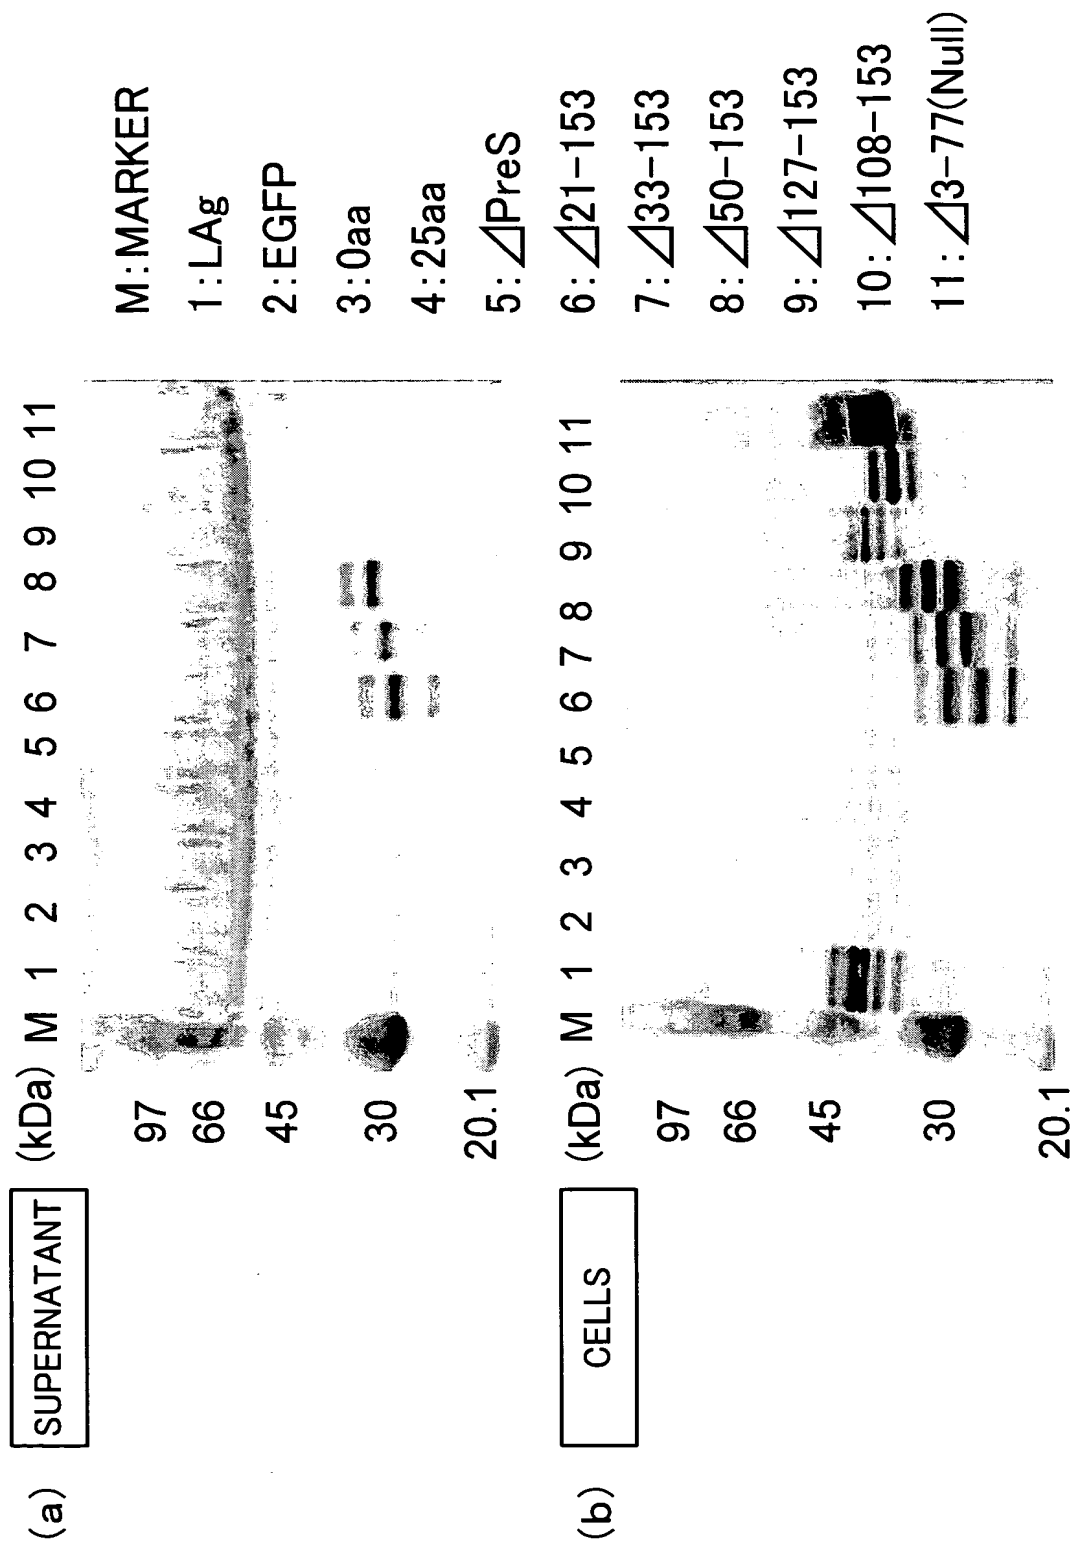 (a) SUPERNATANT
(kDa) M 1 2 3 4 5 6 7 8 9 10 11
97
66
45
30
20.1
(b) CELLS
(kDa) M 1 2 3 4 5 6 7 8 9 10 11
97
66
45
30
20.1
M:MARKER
1:LAg
2:EGFP
3:0aa
4:25aa
5:⊿PreS
6:⊿21-153
7:⊿33-153
8:⊿50-153
9:⊿127-153
10:⊿108-153
11:⊿3-77(Null)